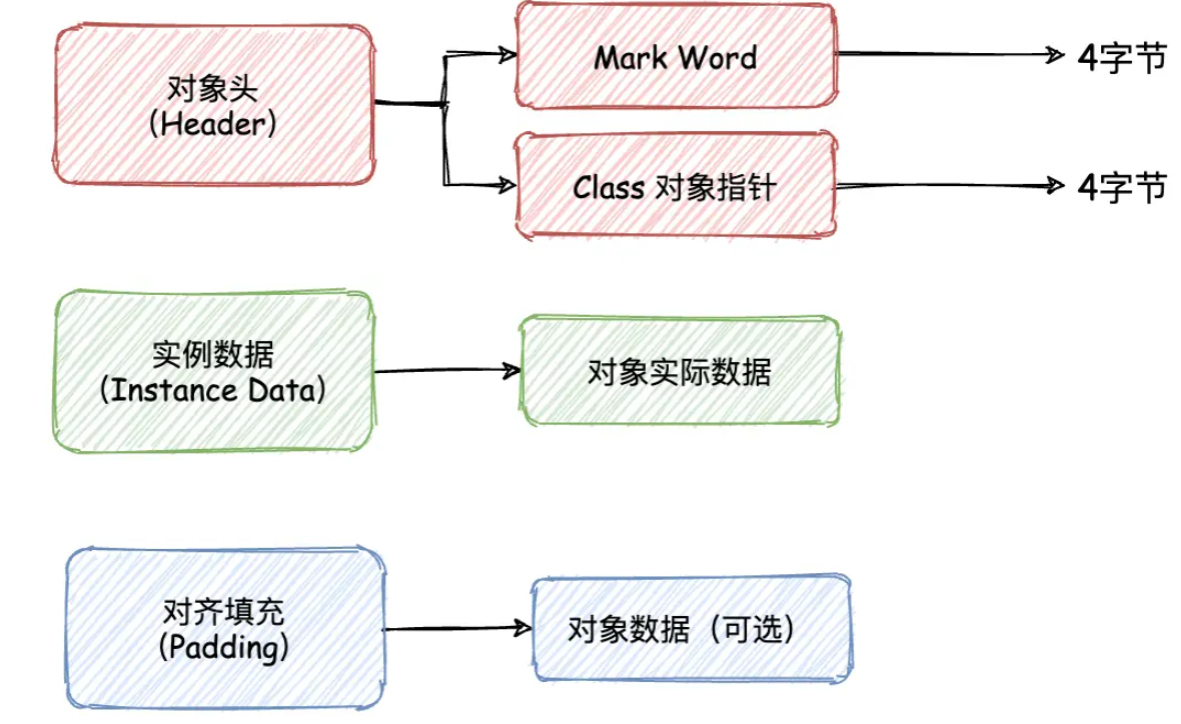 对象头
（Header）
Mark Word
4字节
Class 对象指针
4字节
实例数据
（Instance Data）
对象实际数据
对齐填充
（Padding）
对象数据（可选）